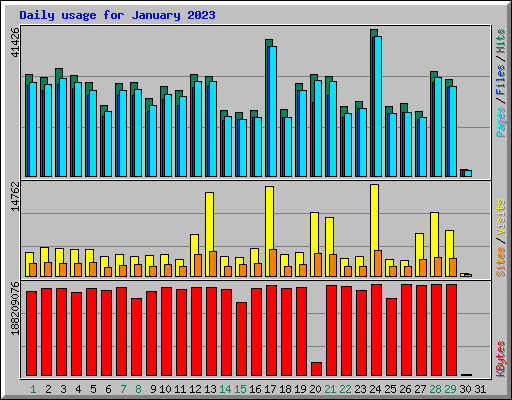 Daily usage for January 2023
41426
Pages / Files / Hits
14762
Sites / Visits
188209076
KBytes
1 2 3 4 5 6 7 8 9 10 11 12 13 14 15 16 17 18 19 20 21 22 23 24 25 26 27 28 29 30 31